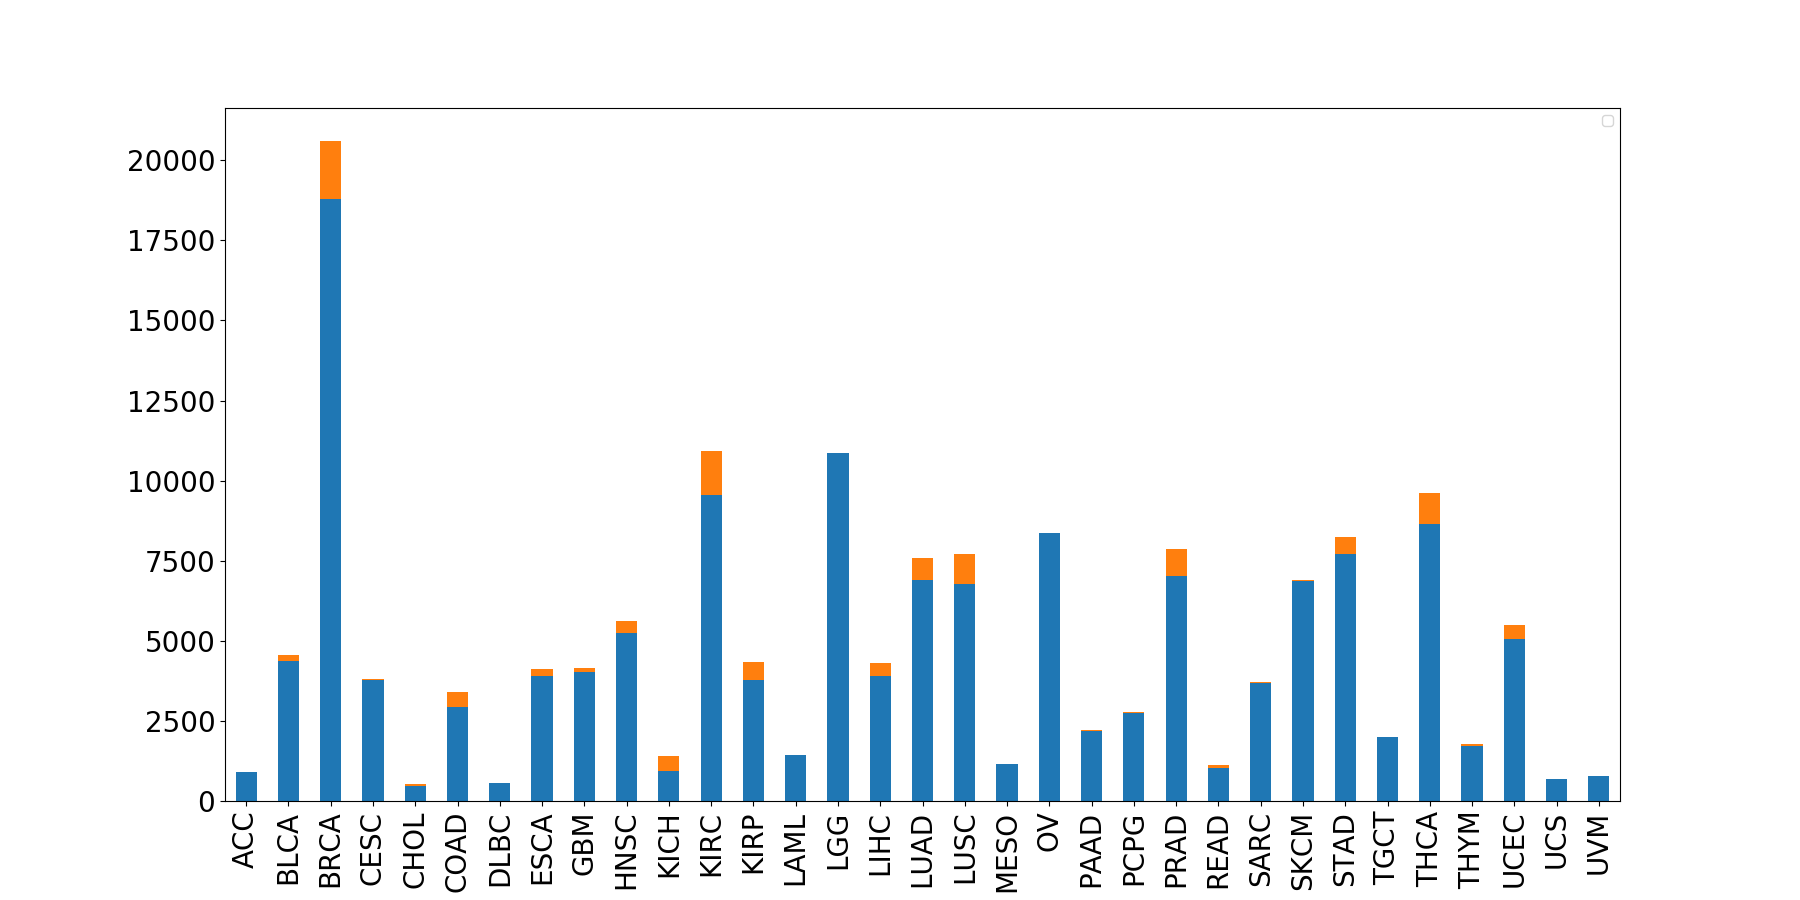 20000
17500
15000
12500
10000
7500
5000
2500
0
ACC
BLCA
BRCA
CESC
CHOL
COAD
DLBC
ESCA
GBM
HNSC
KICH
KIRC
KIRP
LAML
LGG
LIHC
LUAD
LUSC
MESO
OV
PAAD
PCPG
PRAD
READ
SARC
SKCM
STAD
TGCT
THCA
THYM
UCEC
UCS
UVM